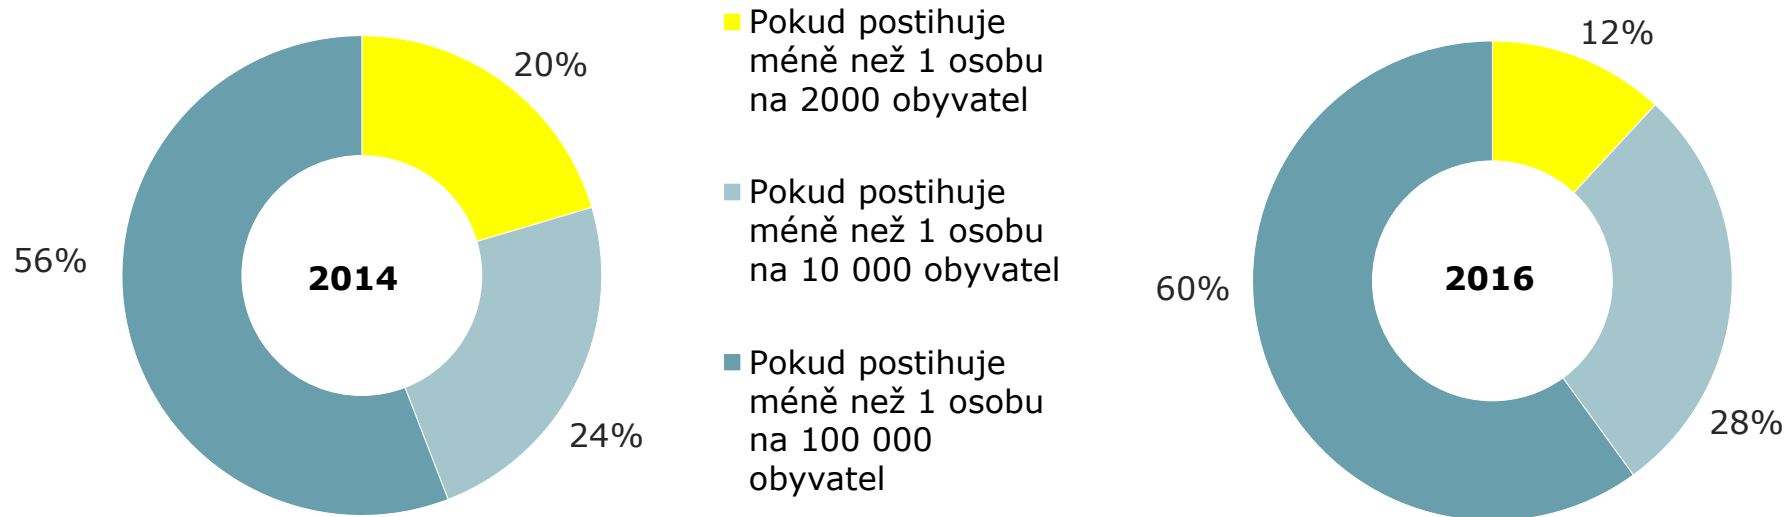 20%
24%
56%
2014
Pokud postihuje
méně než 1 osobu
na 2000 obyvatel
Pokud postihuje
méně než 1 osobu
na 10 000 obyvatel
Pokud postihuje
méně než 1 osobu
na 100 000
obyvatel
12%
28%
60%
2016